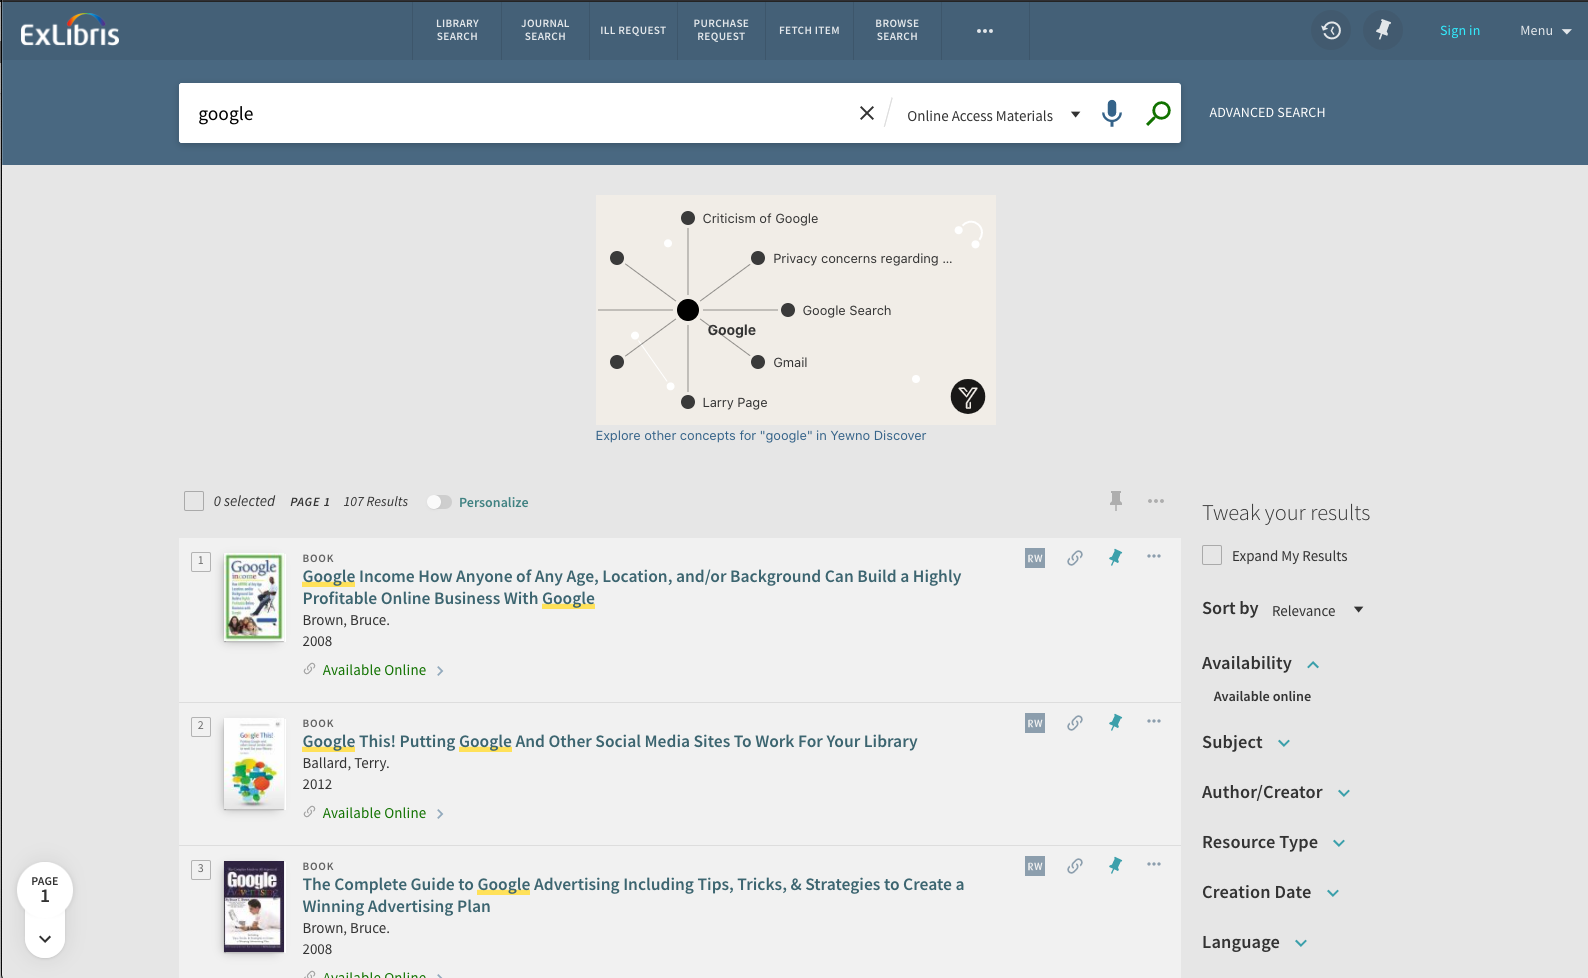 ExLibris
LIBRARY
SEARCH
JOURNAL
SEARCH
ILL REQUEST
PURCHASE
REQUEST
FETCH ITEM
BROWSE
SEARCH
Sign in
Menu
google
Online Access Materials
ADVANCED SEARCH
Criticism of Google
Privacy concerns regarding ...
Google Search
Google
Gmail
Larry Page
Explore other concepts for "google" in Yewno Discover
0 selected
PAGE 1
107 Results
Personalize
1
Google
income
BOOK
Google Income How Anyone of Any Age, Location, and/or Background Can Build a Highly
Profitable Online Business With Google
Brown, Bruce.
2008
Available Online
RW
2
Google This!
BOOK
Google This! Putting Google And Other Social Media Sites To Work For Your Library
Ballard, Terry.
2012
Available Online
RW
3
Google
Advertising
BOOK
The Complete Guide to Google Advertising Including Tips, Tricks, & Strategies to Create a
Winning Advertising Plan
Brown, Bruce.
2008
Available Online
RW
Tweak your results
Expand My Results
Sort by Relevance
Availability
Available online
Subject
Author/Creator
Resource Type
Creation Date
Language
PAGE
1